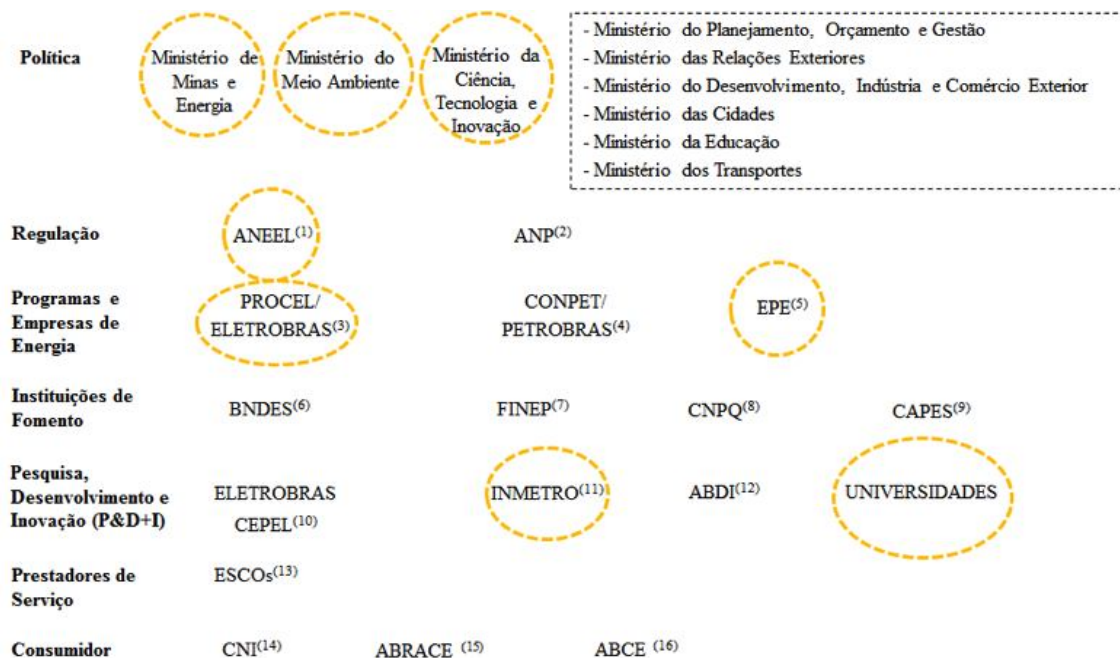 Política
Ministério de
Minas e
Energia
Ministério do
Meio Ambiente
Ministério da
Ciência,
Tecnologia e
Inovação
- Ministério do Planejamento, Orçamento e Gestão
- Ministério das Relações Exteriores
- Ministério do Desenvolvimento, Indústria e Comércio Exterior
- Ministério das Cidades
- Ministério da Educação
- Ministério dos Transportes
Regulação
ANEEL(1)
ANP(2)
Programas e
Empresas de
Energia
PROCEL/
ELETROBRAS(3)
CONPET/
PETROBRAS(4)
EPE(5)
Instituições de
Fomento
BNDES(6)
FINEP(7)
CNPQ(8)
CAPES(9)
Pesquisa,
Desenvolvimento e
Inovação (P&D+I)
ELETROBRAS
CEPEL(10)
INMETRO(11)
ABDI(12)
UNIVERSIDADES
Prestadores de
Serviço
ESCOs(13)
Consumidor
CNI(14)
ABRACE (15)
ABCE (16)